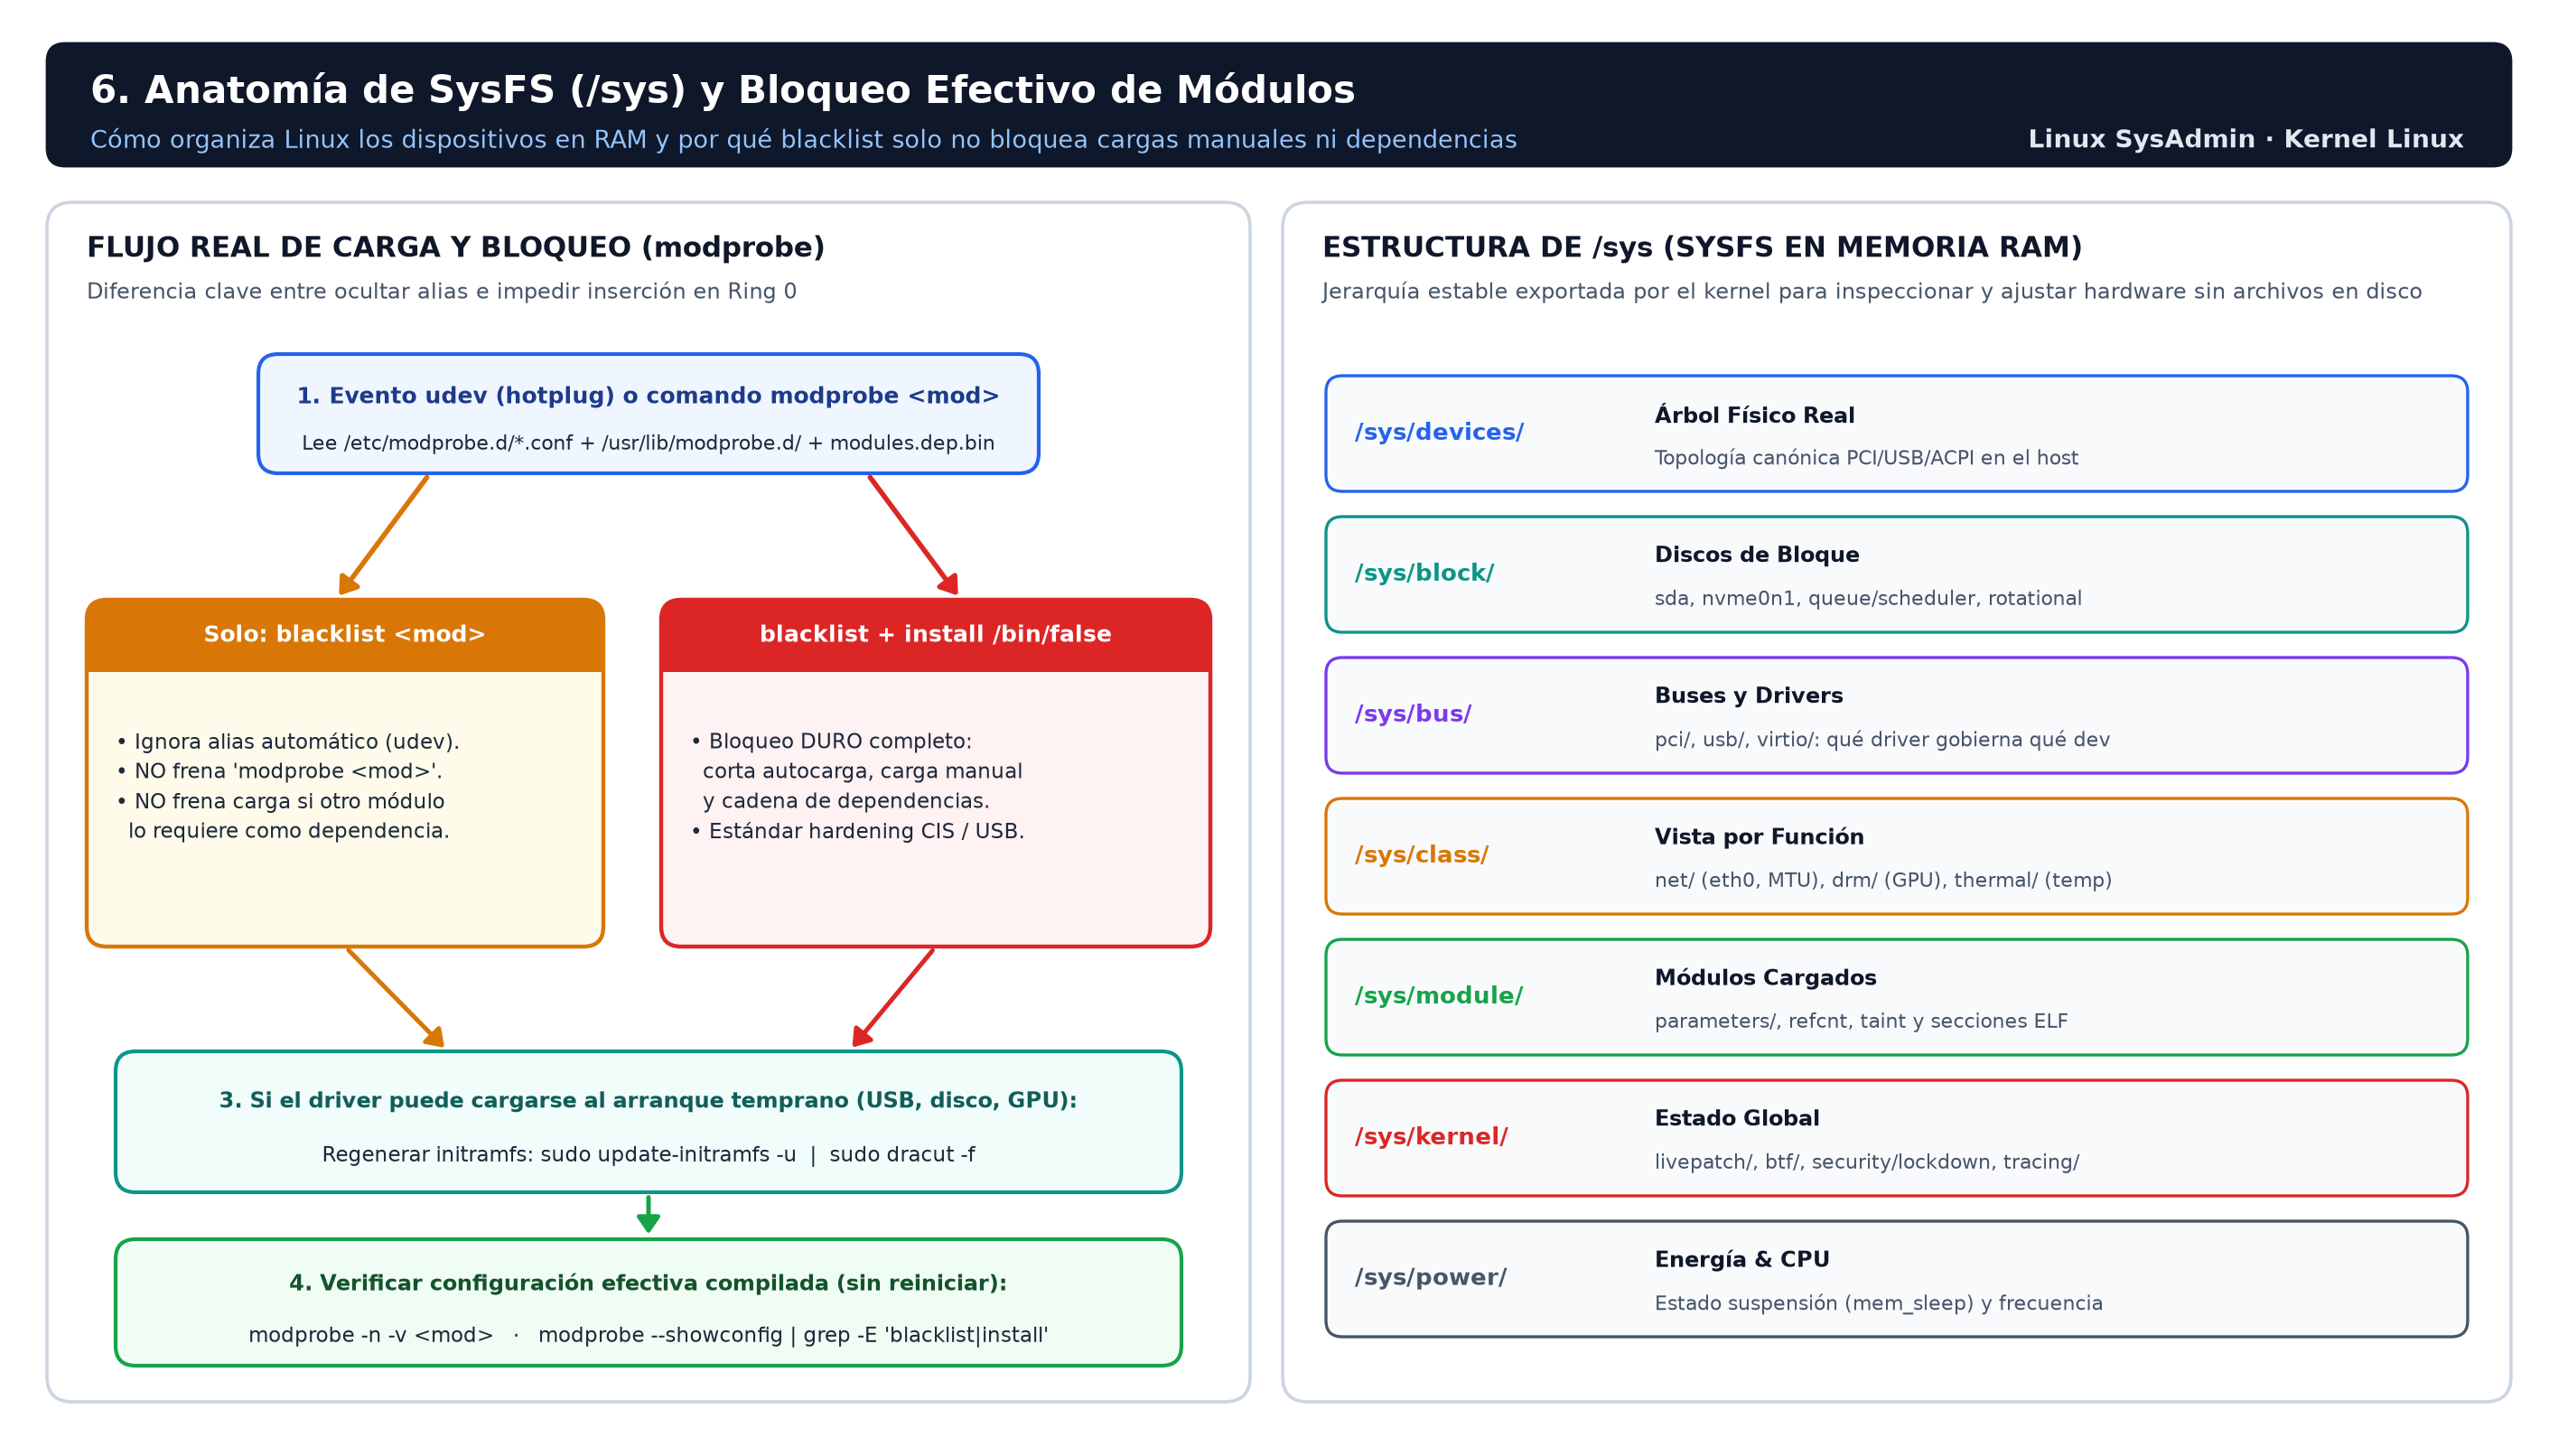 6. Anatomía de SysFS (/sys) y Bloqueo Efectivo de Módulos
Cómo organiza Linux los dispositivos en RAM y por qué blacklist solo no bloquea cargas manuales ni dependencias
Linux SysAdmin · Kernel Linux
FLUJO REAL DE CARGA Y BLOQUEO (modprobe)
Diferencia clave entre ocultar alias e impedir inserción en Ring 0
1. Evento udev (hotplug) o comando modprobe <mod>
Lee /etc/modprobe.d/*.conf + /usr/lib/modprobe.d/ + modules.dep.bin
Solo: blacklist <mod>
• Ignora alias automático (udev).
• NO frena 'modprobe <mod>'.
• NO frena carga si otro módulo
lo requiere como dependencia.
blacklist + install /bin/false
• Bloqueo DURO completo:
corta autocarga, carga manual
y cadena de dependencias.
• Estándar hardening CIS / USB.
3. Si el driver puede cargarse al arranque temprano (USB, disco, GPU):
Regenerar initramfs: sudo update-initramfs -u | sudo dracut -f
4. Verificar configuración efectiva compilada (sin reiniciar):
modprobe -n -v <mod> · modprobe --showconfig | grep -E 'blacklist|install'
ESTRUCTURA DE /sys (SYSFS EN MEMORIA RAM)
Jerarquía estable exportada por el kernel para inspeccionar y ajustar hardware sin archivos en disco
/sys/devices/
Árbol Físico Real
Topología canónica PCI/USB/ACPI en el host
/sys/block/
Discos de Bloque
sda, nvme0n1, queue/scheduler, rotational
/sys/bus/
Buses y Drivers
pci/, usb/, virtio/: qué driver gobierna qué dev
/sys/class/
Vista por Función
net/ (eth0, MTU), drm/ (GPU), thermal/ (temp)
/sys/module/
Módulos Cargados
parameters/, refcnt, taint y secciones ELF
/sys/kernel/
Estado Global
livepatch/, btf/, security/lockdown, tracing/
/sys/power/
Energía & CPU
Estado suspensión (mem_sleep) y frecuencia